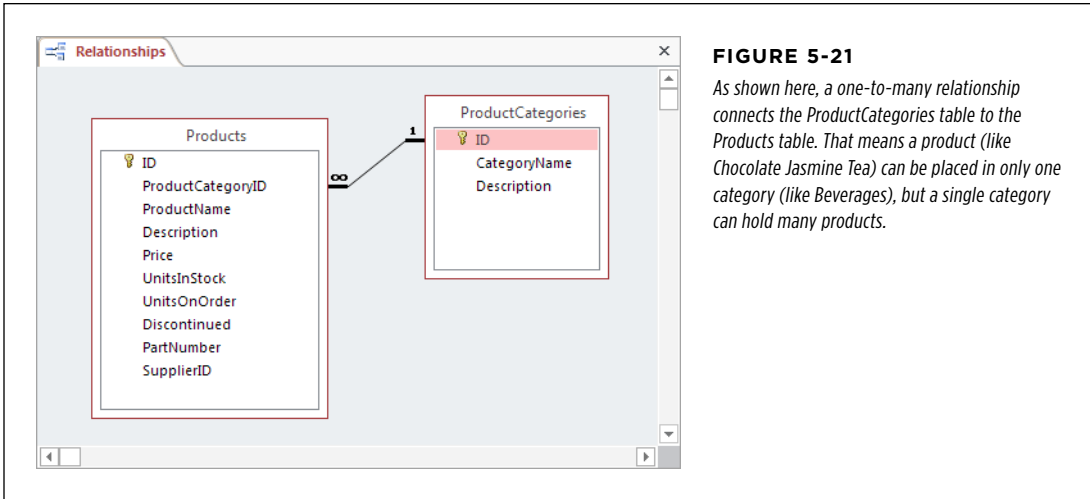 Relationships
Products
ID
ProductCategoryID
ProductName
Description
Price
UnitsInStock
UnitsOnOrder
Discontinued
PartNumber
SupplierID
∞
1
ProductCategories
ID
CategoryName
Description
FIGURE 5-21
As shown here, a one-to-many relationship
connects the ProductCategories table to the
Products table. That means a product (like
Chocolate Jasmine Tea) can be placed in only one
category (like Beverages), but a single category
can hold many products.